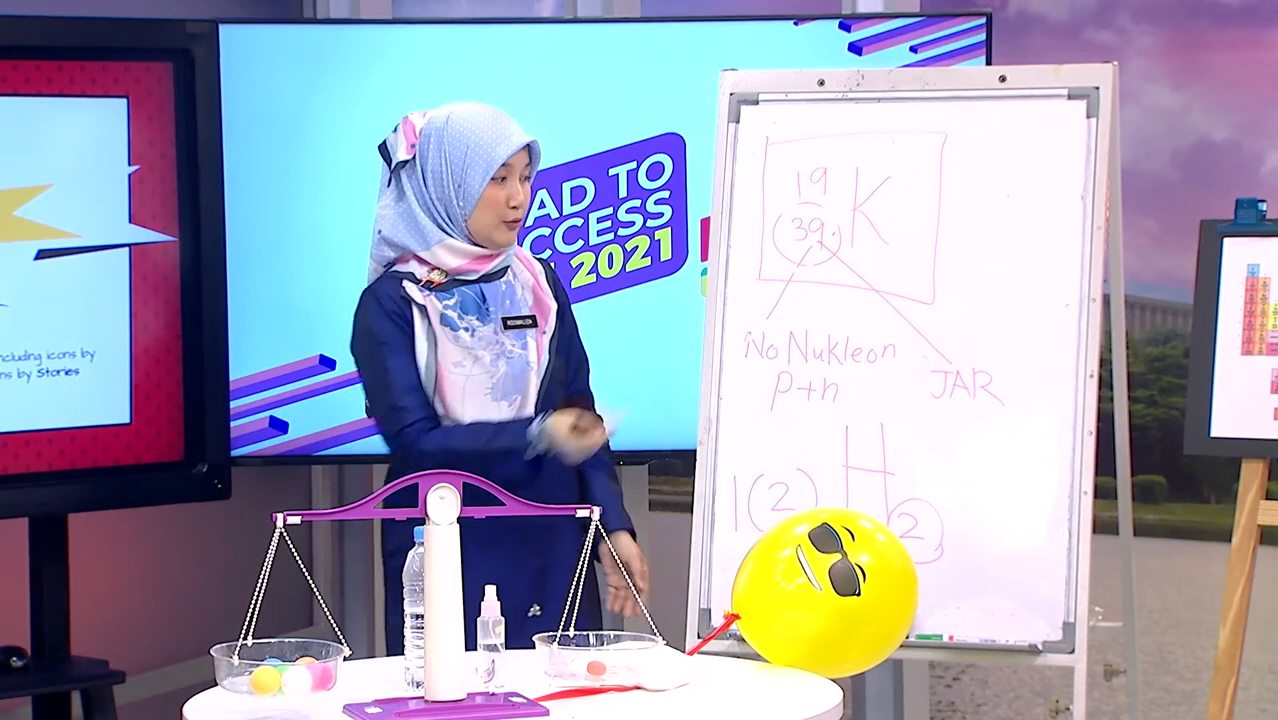 ncluding icons by
ns by Stories
AD TO
CCESS
2021
19
39
K
No Nukleon
p+n
JAR
1(2) H 2